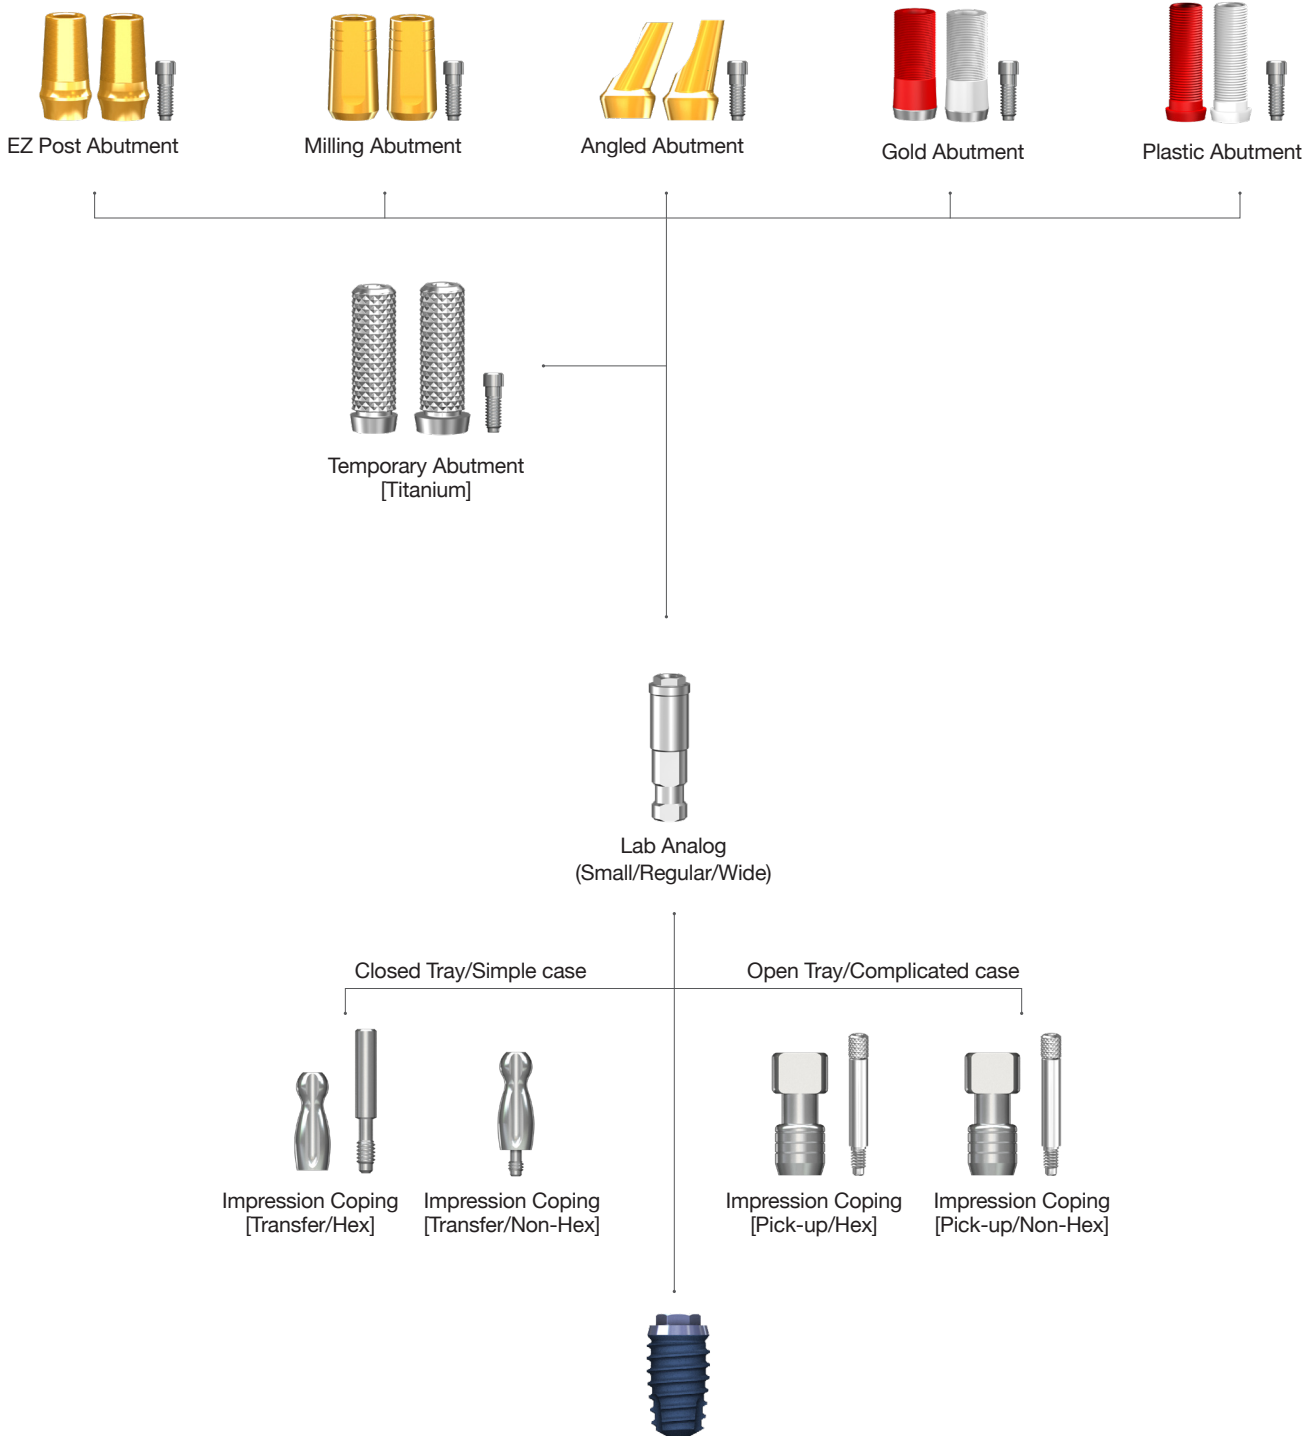 EZ Post Abutment
Milling Abutment
Angled Abutment
Gold Abutment
Plastic Abutment
Temporary Abutment
[Titanium]
Lab Analog
(Small/Regular/Wide)
Closed Tray/Simple case
Open Tray/Complicated case
Impression Coping
[Transfer/Hex]
Impression Coping
[Transfer/Non-Hex]
Impression Coping
[Pick-up/Hex]
Impression Coping
[Pick-up/Non-Hex]